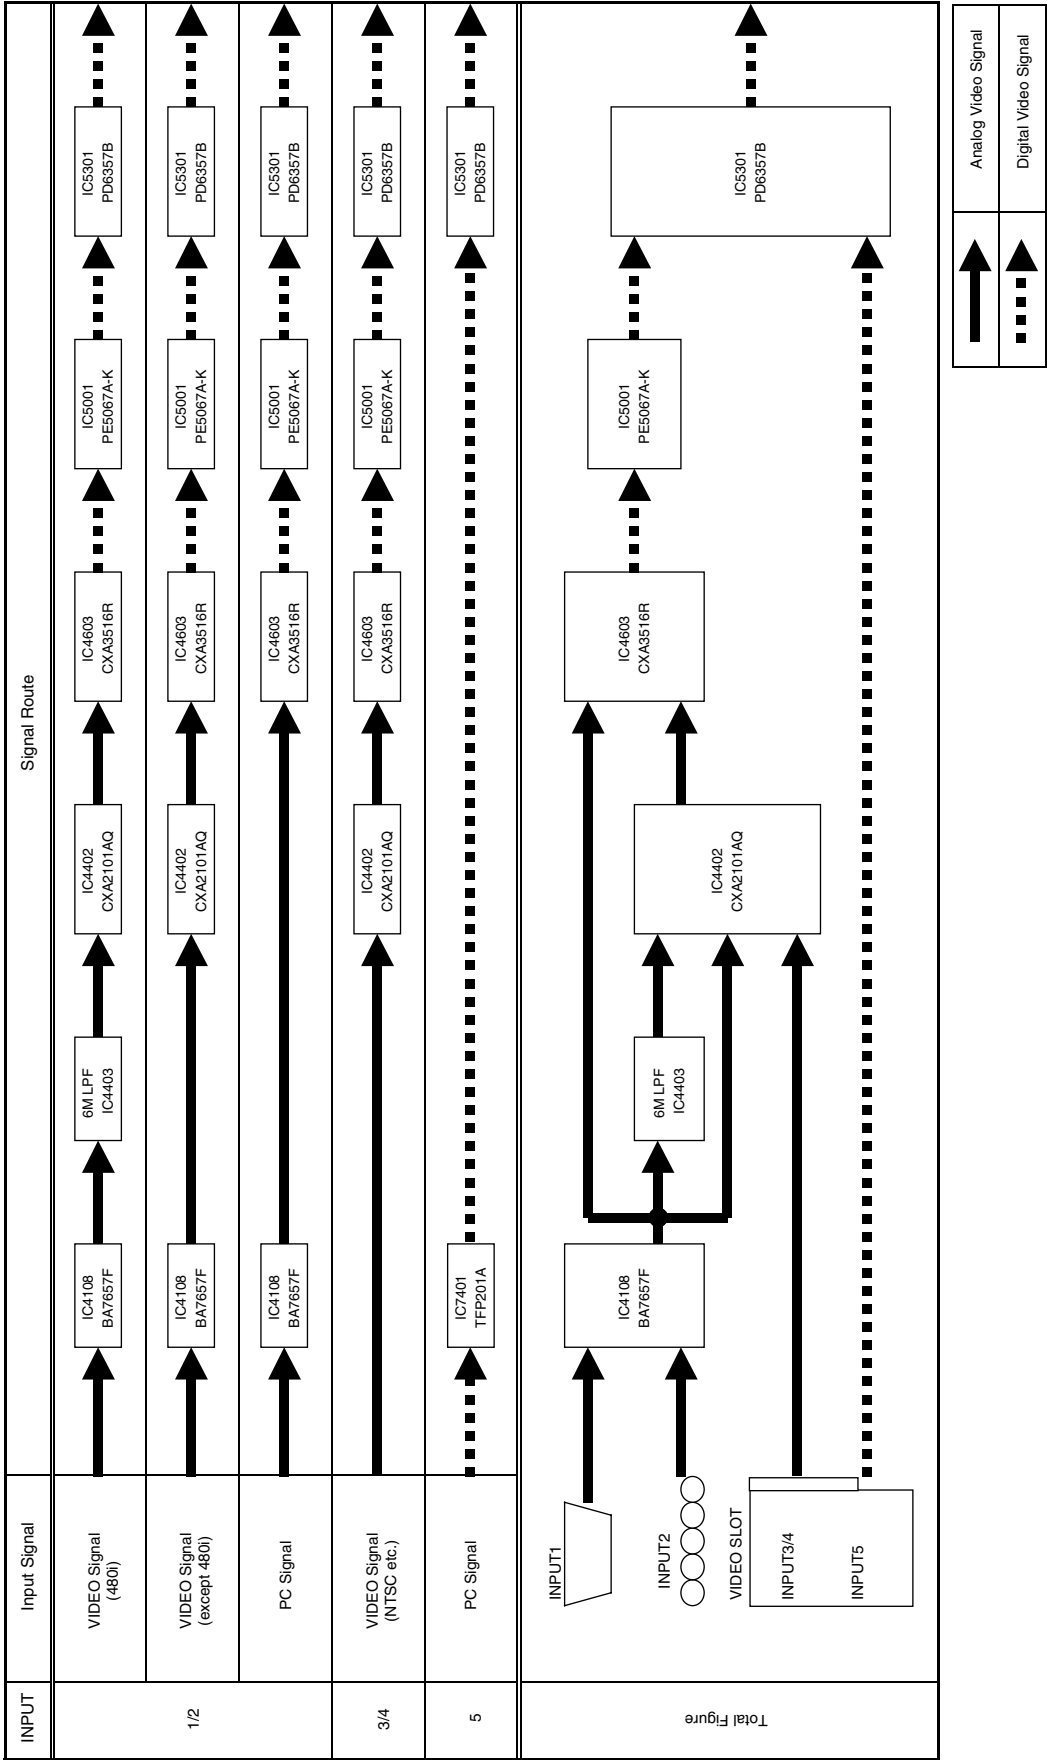 INPUT
Input Signal
Signal Route
1/2
VIDEO Signal
(480i)
IC4108
BA7657F
6M LPF
IC4403
IC4402
CXA2101AQ
IC4603
CXA3516R
IC5001
PE5067A-K
IC5301
PD6357B
VIDEO Signal
(except 480i)
IC4108
BA7657F
IC4402
CXA2101AQ
IC4603
CXA3516R
IC5001
PE5067A-K
IC5301
PD6357B
PC Signal
IC4108
BA7657F
IC4603
CXA3516R
IC5001
PE5067A-K
IC5301
PD6357B
3/4
VIDEO Signal
(NTSC etc.)
IC4402
CXA2101AQ
IC4603
CXA3516R
IC5001
PE5067A-K
IC5301
PD6357B
5
PC Signal
IC7401
TFP201A
IC5301
PD6357B
Total Figure
INPUT1
INPUT2
VIDEO SLOT
INPUT3/4
INPUT5
IC4108
BA7657F
6M LPF
IC4403
IC4402
CXA2101AQ
IC4603
CXA3516R
IC5001
PE5067A-K
IC5301
PD6357B
Analog Video Signal
Digital Video Signal